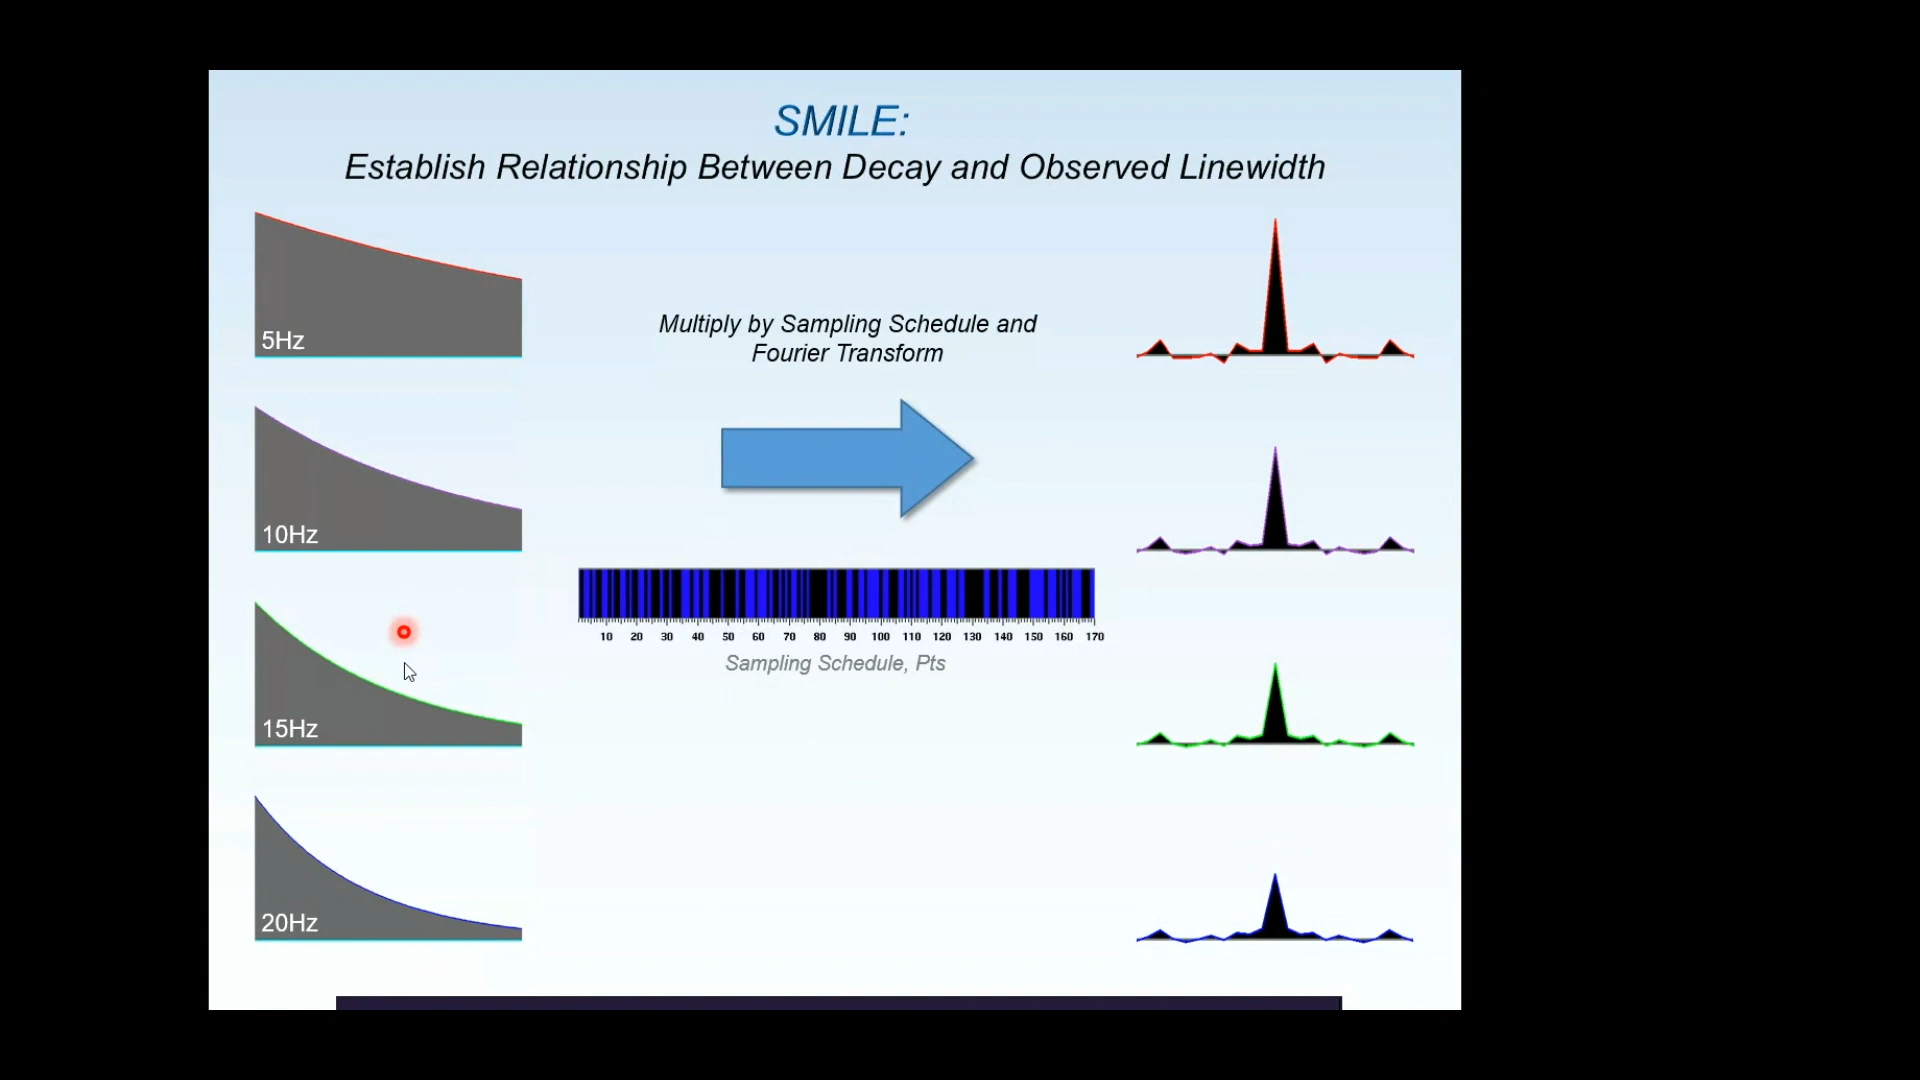 SMILE:
Establish Relationship Between Decay and Observed Linewidth
5Hz
Multiply by Sampling Schedule and
Fourier Transform
10Hz
15Hz
10 20 30 40 50 60 70 80 90 100 110 120 130 140 150 160 170
Sampling Schedule, Pts
20Hz